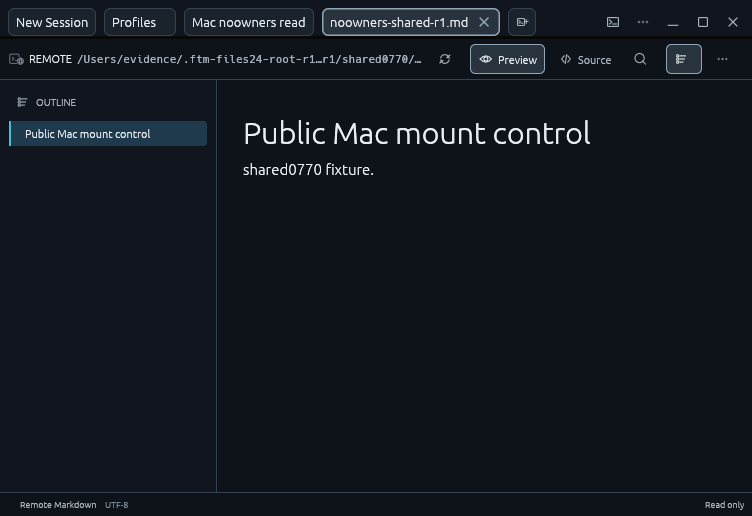 New Session
Profiles
Mac noowners read
noowners-shared-r1.md
REMOTE /Users/evidence/.ftm-files24-root-r1…r1/shared0770/…
Preview
Source
OUTLINE
Public Mac mount control
Public Mac mount control
shared0770 fixture.
Remote Markdown UTF-8
Read only